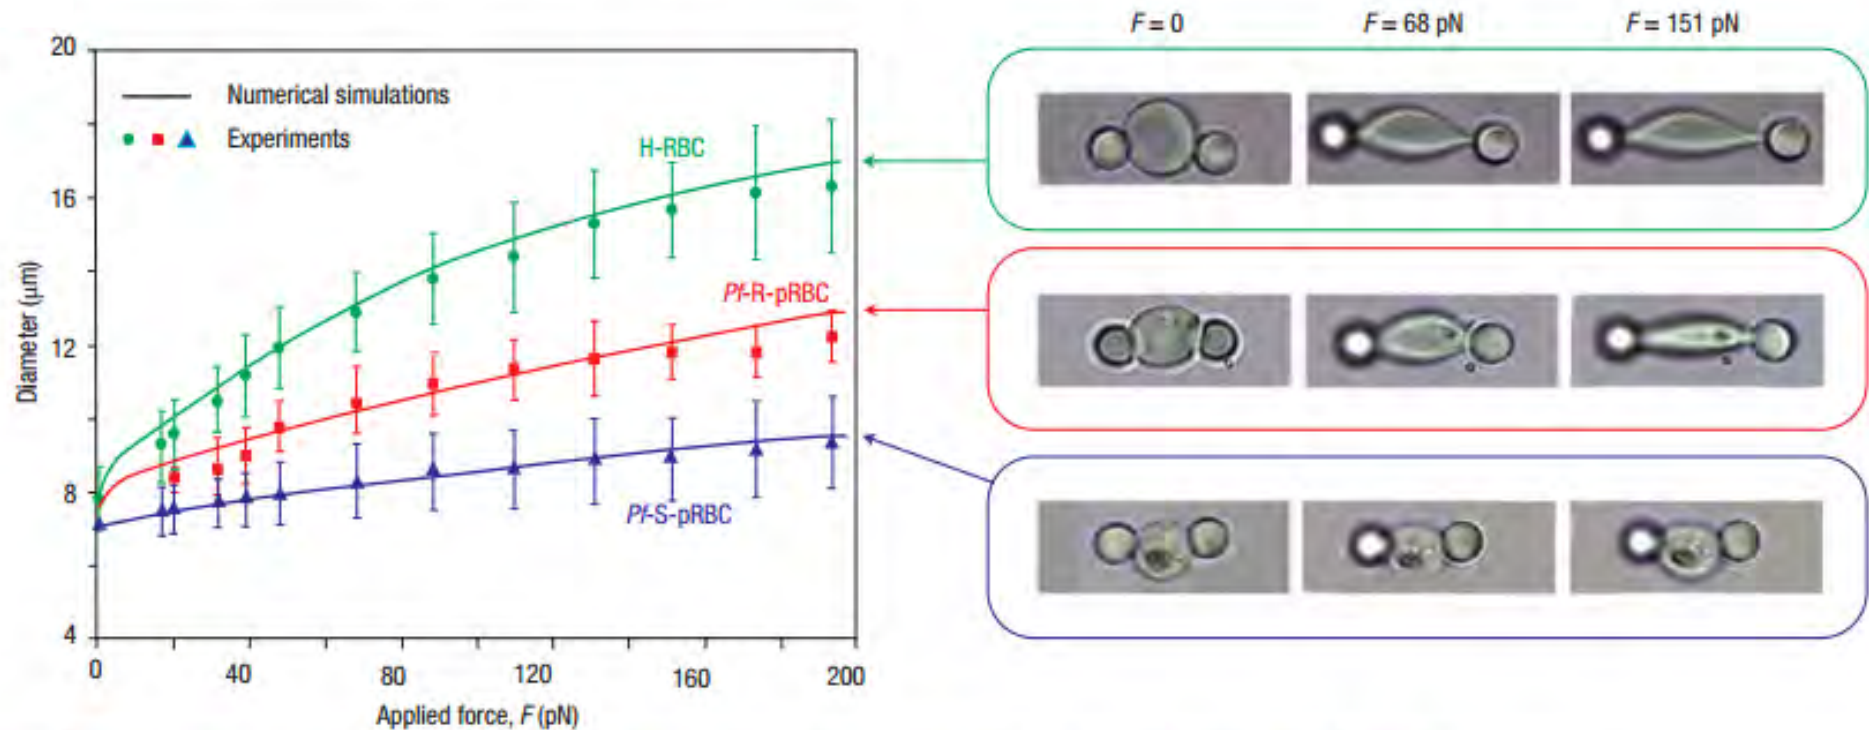 F = 0
F = 68 pN
F = 151 pN
20
16
12
8
4
Diameter (µm)
Numerical simulations
Experiments
H-RBC
Pf-R-pRBC
Pf-S-pRBC
0
40
80
120
160
200
Applied force, F (pN)